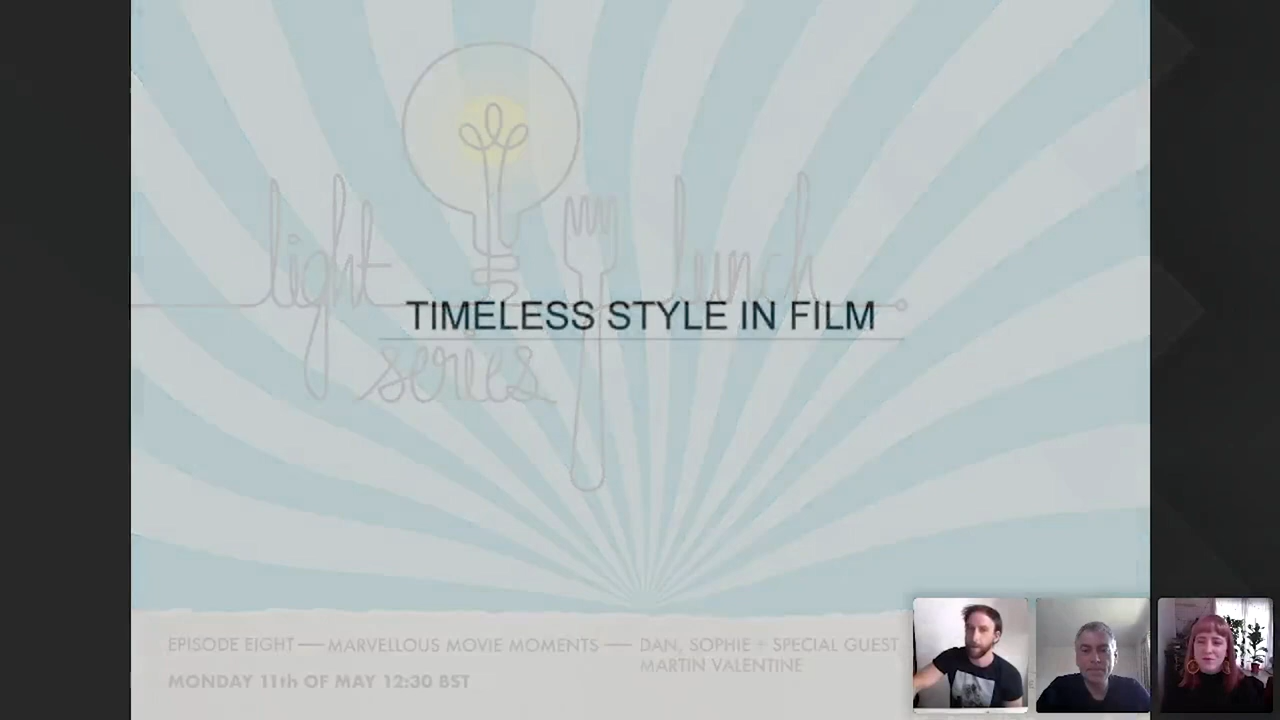 light lunch
TIMELESS STYLE IN FILM
series
EPISODE EIGHT — MARVELLOUS MOVIE MOMENTS — DAN, SOPHIE + SPECIAL GUEST
MARTIN VALENTINE
MONDAY 11th OF MAY 12:30 BST